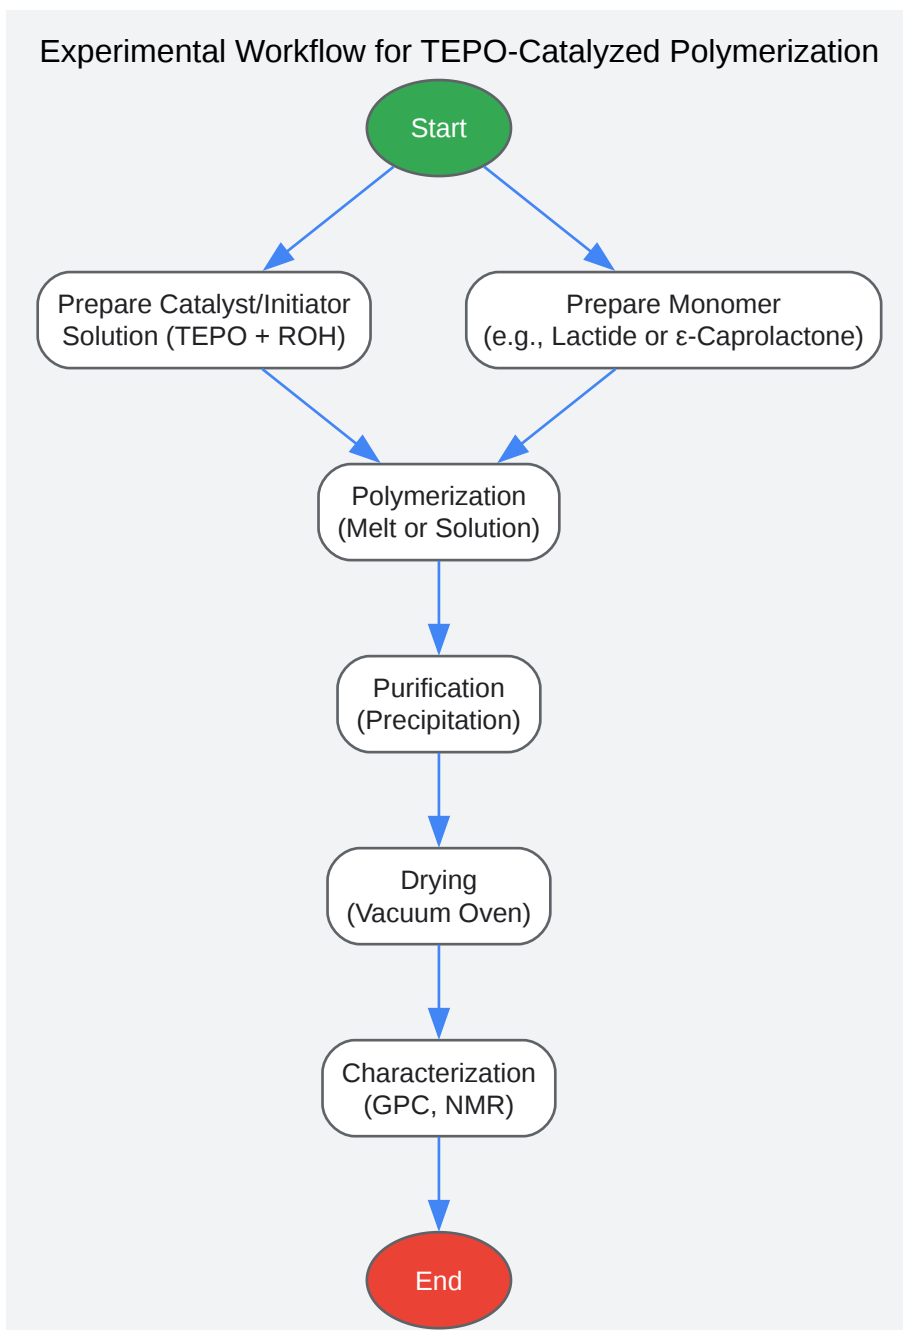 Experimental Workflow for TEPO-Catalyzed Polymerization
Start
Prepare Catalyst/Initiator
Solution (TEPO + ROH)
Prepare Monomer
(e.g., Lactide or ε-Caprolactone)
Polymerization
(Melt or Solution)
Purification
(Precipitation)
Drying
(Vacuum Oven)
Characterization
(GPC, NMR)
End